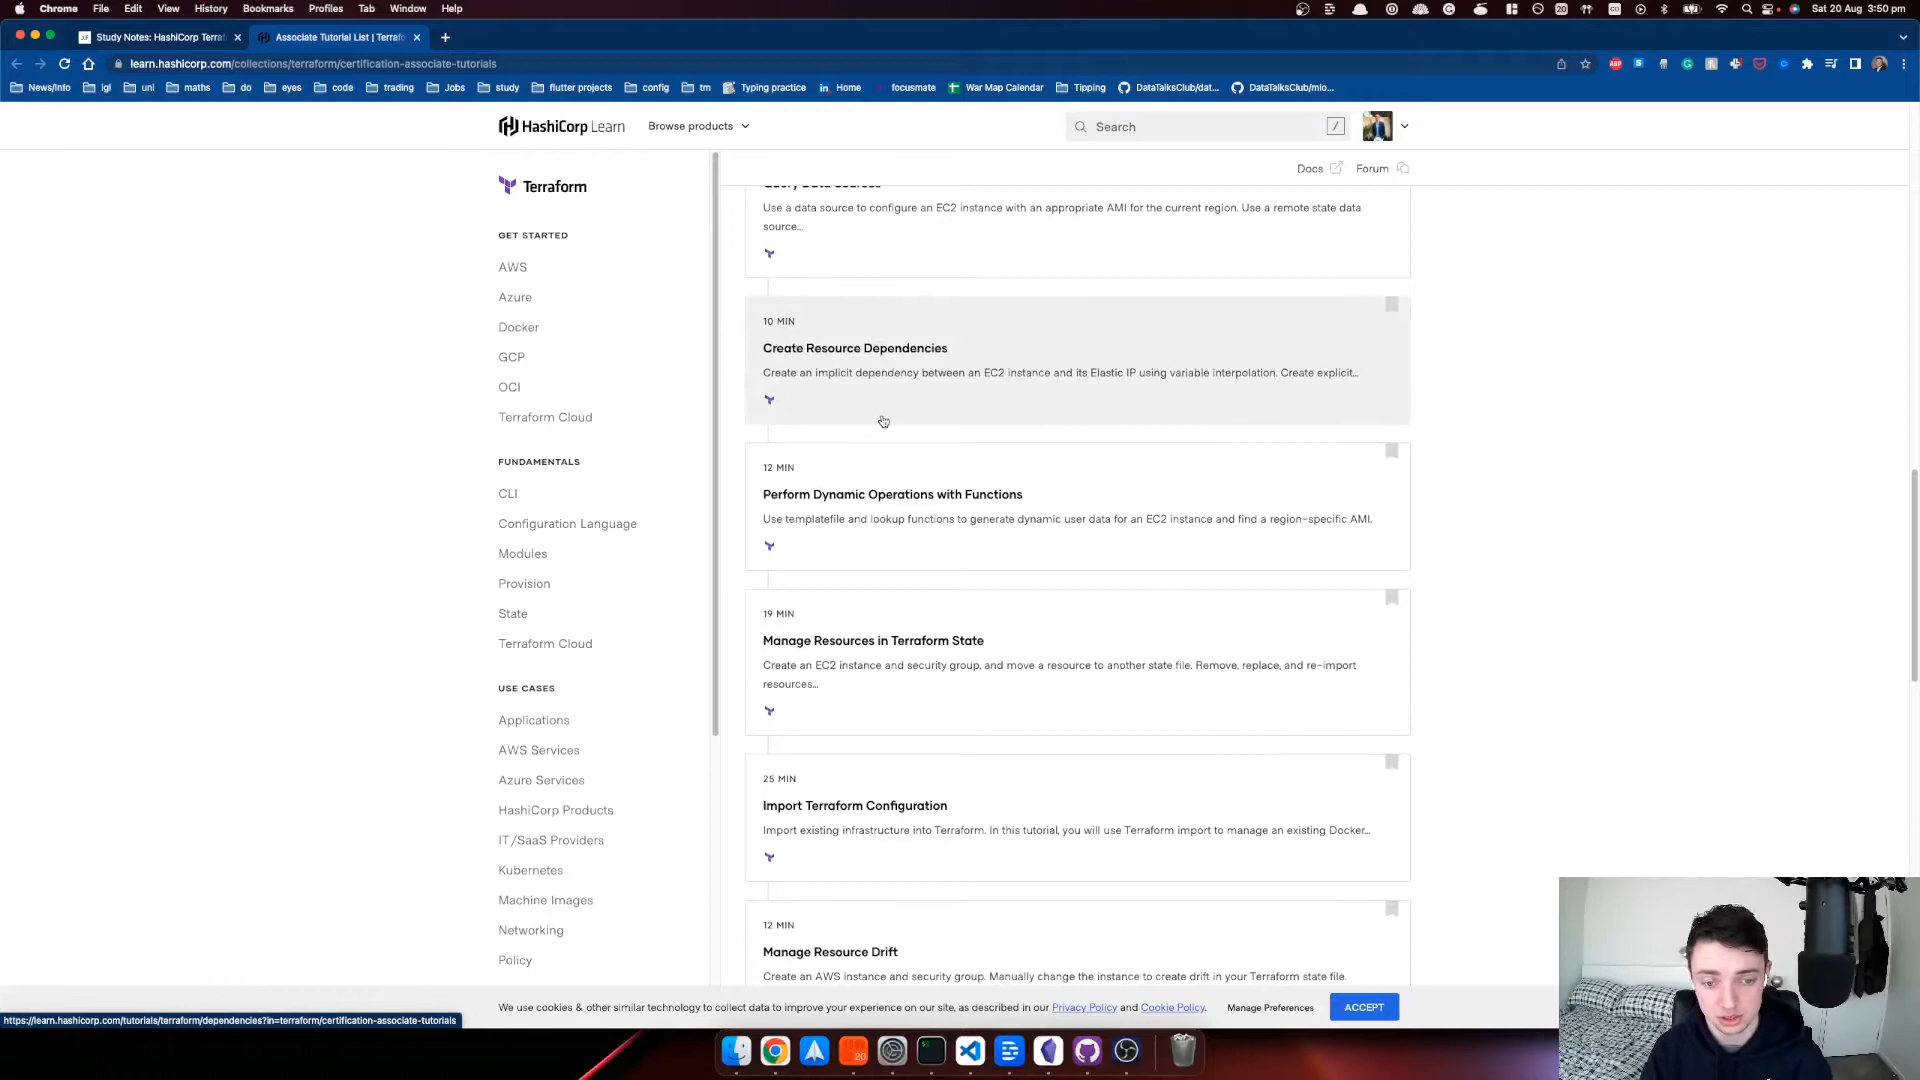 Chrome File Edit View History Bookmarks Profiles Tab Window Help
20
Sat 20 Aug 3:50 pm
Study Notes: HashiCorp Terraf
Associate Tutorial List | Terrafo
learn.hashicorp.com/collections/terraform/certification-associate-tutorials
News/Info igl uni maths do eyes code trading Jobs study flutter projects config tm Typing practice Home focusmate War Map Calendar Tipping DataTalksClub/dat... DataTalksClub/mlo...
HashiCorp Learn
Browse products
Search
/
Docs
Forum
Terraform
GET STARTED
AWS
Azure
Docker
GCP
OCI
Terraform Cloud
FUNDAMENTALS
CLI
Configuration Language
Modules
Provision
State
Terraform Cloud
USE CASES
Applications
AWS Services
Azure Services
HashiCorp Products
IT/SaaS Providers
Kubernetes
Machine Images
Networking
Policy
Query Data Sources
Use a data source to configure an EC2 instance with an appropriate AMI for the current region. Use a remote state data
source...
10 MIN
Create Resource Dependencies
Create an implicit dependency between an EC2 instance and its Elastic IP using variable interpolation. Create explicit...
12 MIN
Perform Dynamic Operations with Functions
Use templatefile and lookup functions to generate dynamic user data for an EC2 instance and find a region-specific AMI.
19 MIN
Manage Resources in Terraform State
Create an EC2 instance and security group, and move a resource to another state file. Remove, replace, and re-import
resources...
25 MIN
Import Terraform Configuration
Import existing infrastructure into Terraform. In this tutorial, you will use Terraform import to manage an existing Docker...
12 MIN
Manage Resource Drift
Create an AWS instance and security group. Manually change the instance to create drift in your Terraform state file.
We use cookies & other similar technology to collect data to improve your experience on our site, as described in our Privacy Policy and Cookie Policy.
Manage Preferences
ACCEPT
https://learn.hashicorp.com/tutorials/terraform/dependencies?in=terraform/certification-associate-tutorials
20